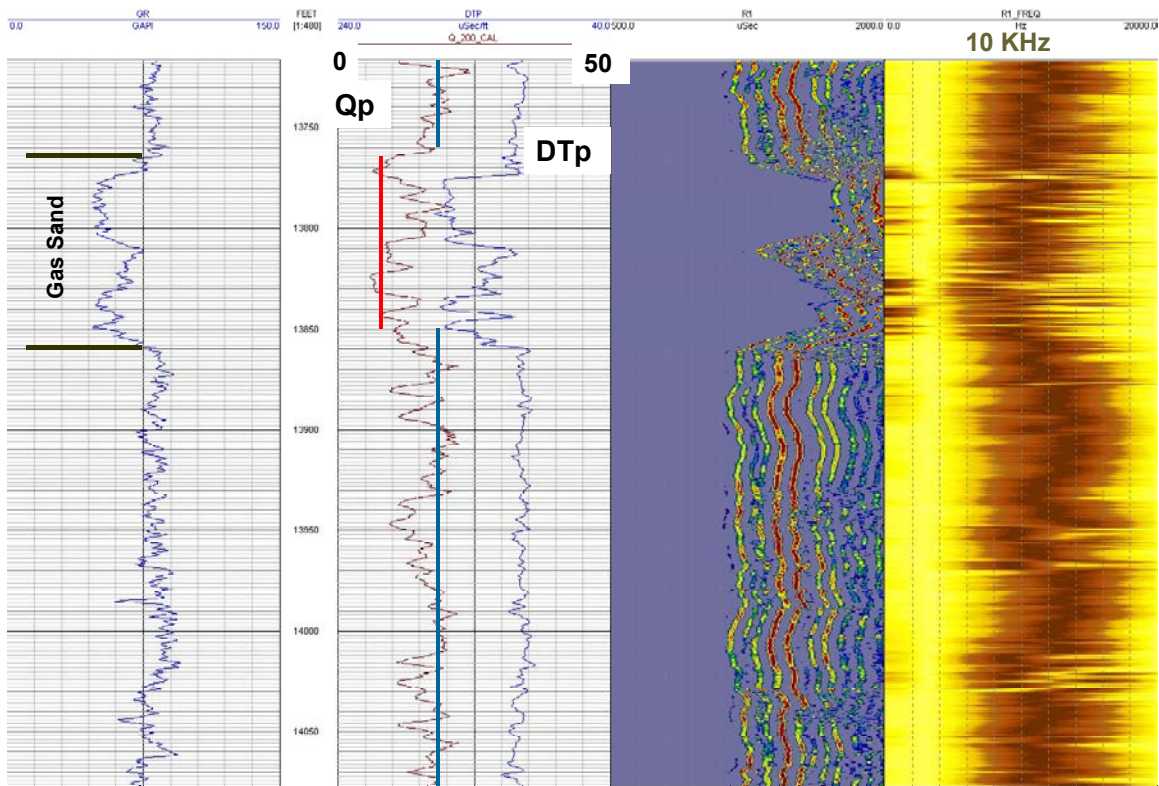 GR FEET DTP R1 R1_FREQ
0.0 GAPI 150.0 [1:480] 240.0 uSec/ft 40.0 500.0 uSec 2000.0 0.0 Hz 20000.00
Q_200_CAL
10 KHz
0 50
Qp
DTp
Gas Sand
13750
13800
13850
13900
13950
14000
14050